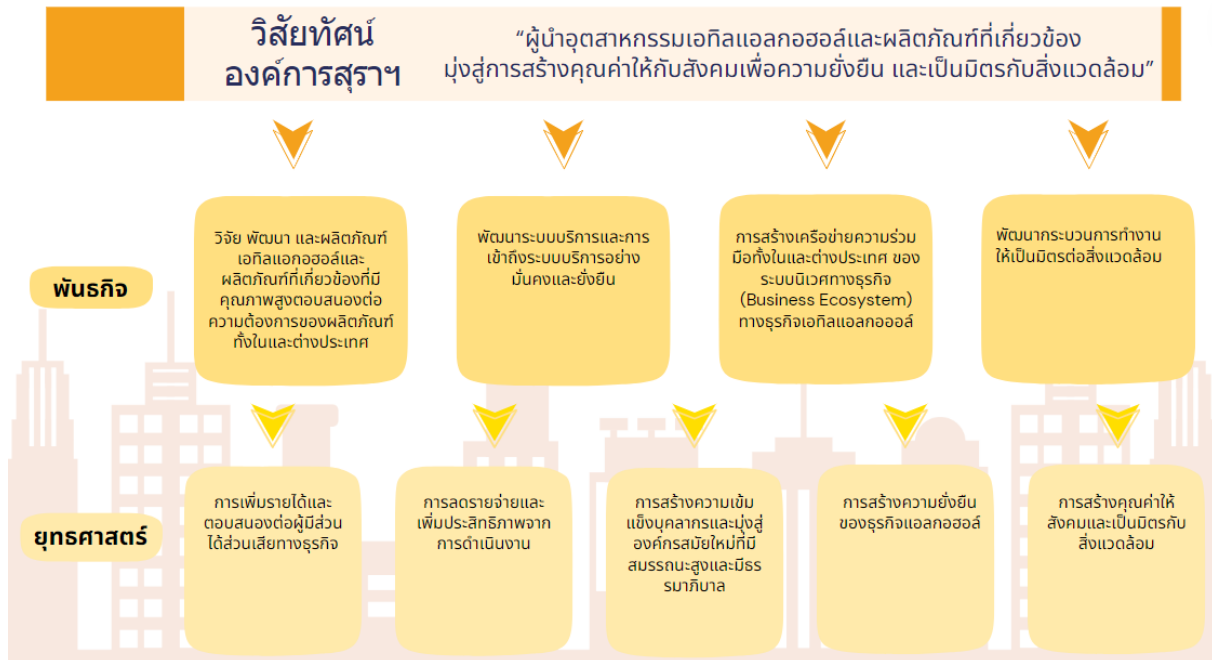 วิสัยทัศน์
องค์การสุราฯ
“ผู้นำอุตสาหกรรมเอทิลแอลกอฮอล์และผลิตภัณฑ์ที่เกี่ยวข้อง
มุ่งสู่การสร้างคุณค่าให้กับสังคมเพื่อความยั่งยืน และเป็นมิตรกับสิ่งแวดล้อม”
พันธกิจ
วิจัย พัฒนา และผลิตภัณฑ์
เอทิลแอกอฮอล์และ
ผลิตภัณฑ์ที่เกี่ยวข้องที่มี
คุณภาพสูงตอบสนองต่อ
ความต้องการของผลิตภัณฑ์
ทั้งในและต่างประเทศ
พัฒนาระบบบริการและการ
เข้าถึงระบบบริการอย่าง
มั่นคงและยั่งยืน
การสร้างเครือข่ายความร่วม
มือทั้งในและต่างประเทศ ของ
ระบบนิเวศทางธุรกิจ
(Business Ecosystem)
ทางธุรกิจเอทิลแอลกอออล์
พัฒนากระบวนการทำงาน
ให้เป็นมิตรต่อสิ่งแวดล้อม
ยุทธศาสตร์
การเพิ่มรายได้และ
ตอบสนองต่อผู้มีส่วน
ได้ส่วนเสียทางธุรกิจ
การลดรายจ่ายและ
เพิ่มประสิทธิภาพจาก
การดำเนินงาน
การสร้างความเข้ม
แข็งบุคลากรและมุ่งสู่
องค์กรสมัยใหม่ที่มี
สมรรถนะสูงและมีธร
รมาภิบาล
การสร้างความยั่งยืน
ของธุรกิจแอลกอฮอล์
การสร้างคุณค่าให้
สังคมและเป็นมิตรกับ
สิ่งแวดล้อม